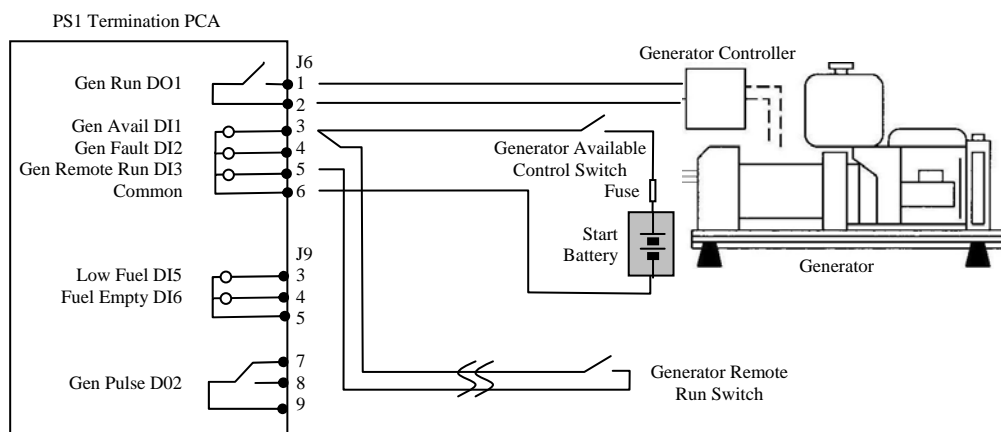 PS1 Termination PCA
J6
Gen Run DO1
1
2
Gen Avail DI1
3
Gen Fault DI2
4
Gen Remote Run DI3
5
Common
6
J9
Low Fuel DI5
3
Fuel Empty DI6
4
5
7
Gen Pulse D02
8
9
Generator Controller
Generator Available
Control Switch
Fuse
Start
Battery
Generator
Generator Remote
Run Switch